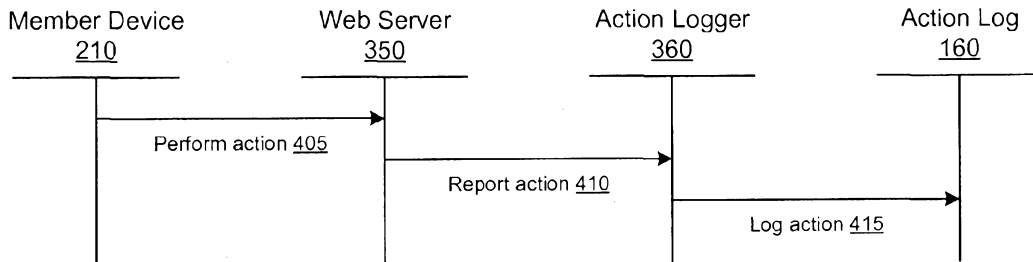 Member Device
210
Web Server
350
Action Logger
360
Action Log
160
Perform action 405
Report action 410
Log action 415